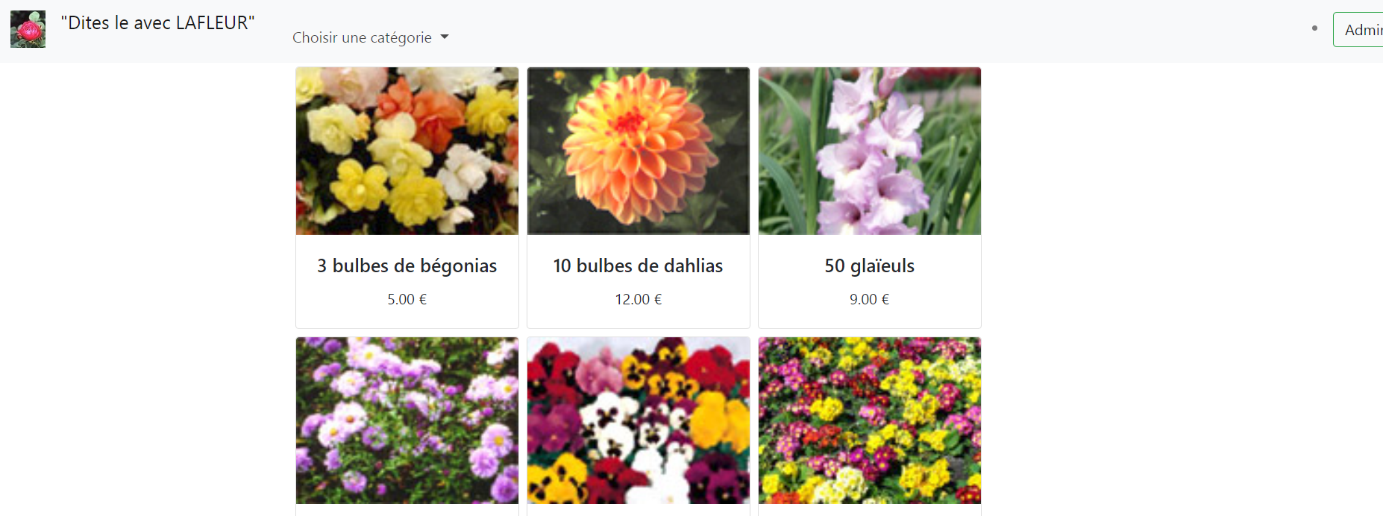 "Dites le avec LAFLEUR"
Choisir une catégorie
3 bulbes de bégonias
10 bulbes de dahlias
50 glaïeuls
5.00 €
12.00 €
9.00 €